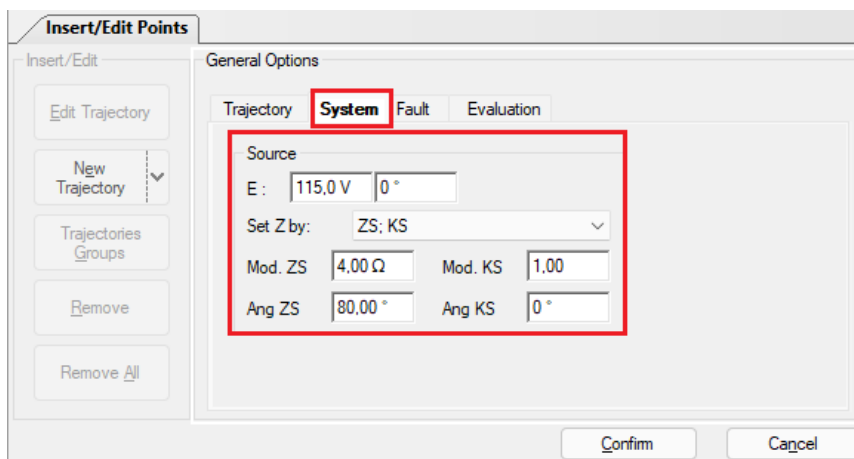 Insert/Edit Points
Insert/Edit
General Options
Edit Trajectory
New Trajectory
Trajectories Groups
Remove
Remove All
Trajectory System Fault Evaluation
Source
E : 115,0 V 0 °
Set Z by: ZS; KS
Mod. ZS 4,00 Ω Mod. KS 1,00
Ang ZS 80,00 ° Ang KS 0 °
Confirm Cancel